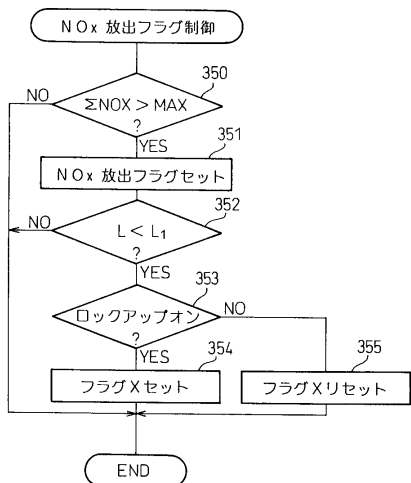 NOx 放出フラグ制御
350
NO
ΣNOX > MAX
?
YES
351
NOx 放出フラグセット
352
NO
L < L₁
?
YES
353
ロックアップオン
NO
?
YES
354
フラグXセット
355
フラグXリセット
END